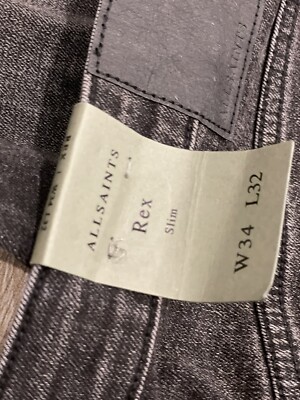 ALLSAINTS
Rex
Slim
W34 L32